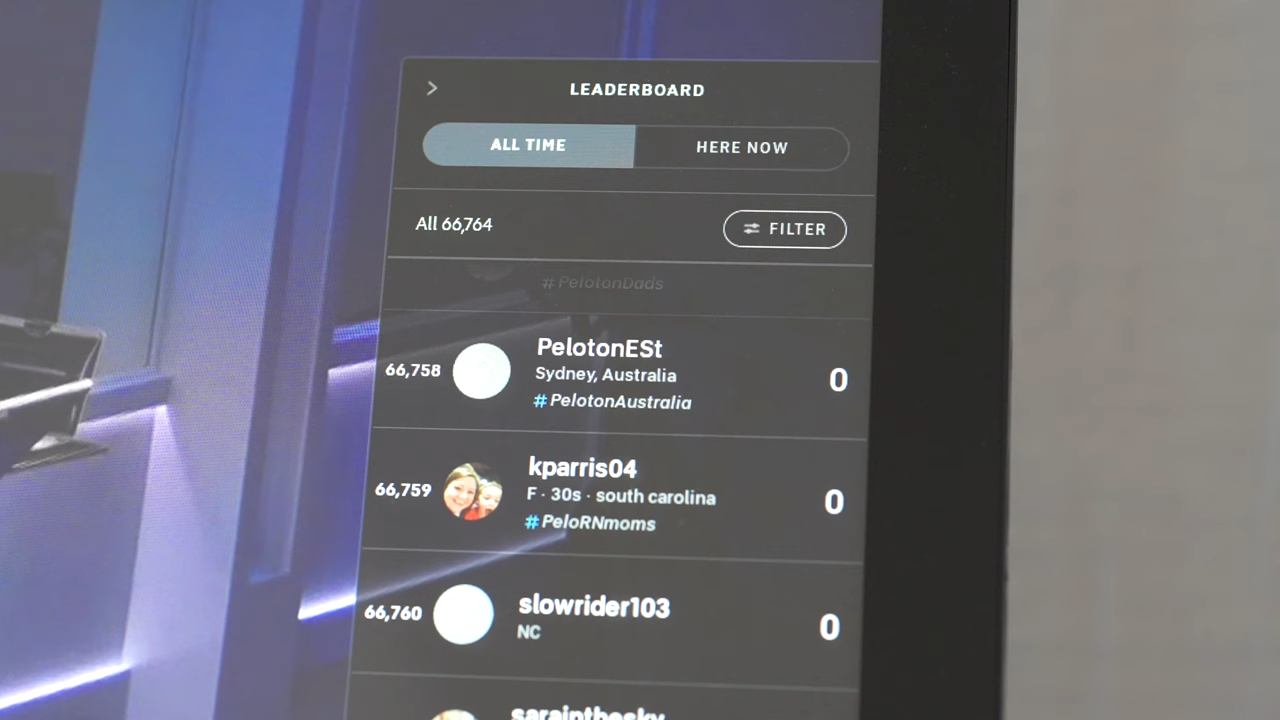 LEADERBOARD
ALL TIME
HERE NOW
All 66,764
FILTER
#PelotonDads
66,758
PelotonESt
Sydney, Australia
#PelotonAustralia
0
66,759
kparris04
F · 30s · south carolina
#PeloRNmoms
0
66,760
slowrider103
NC
0
sarainthesky